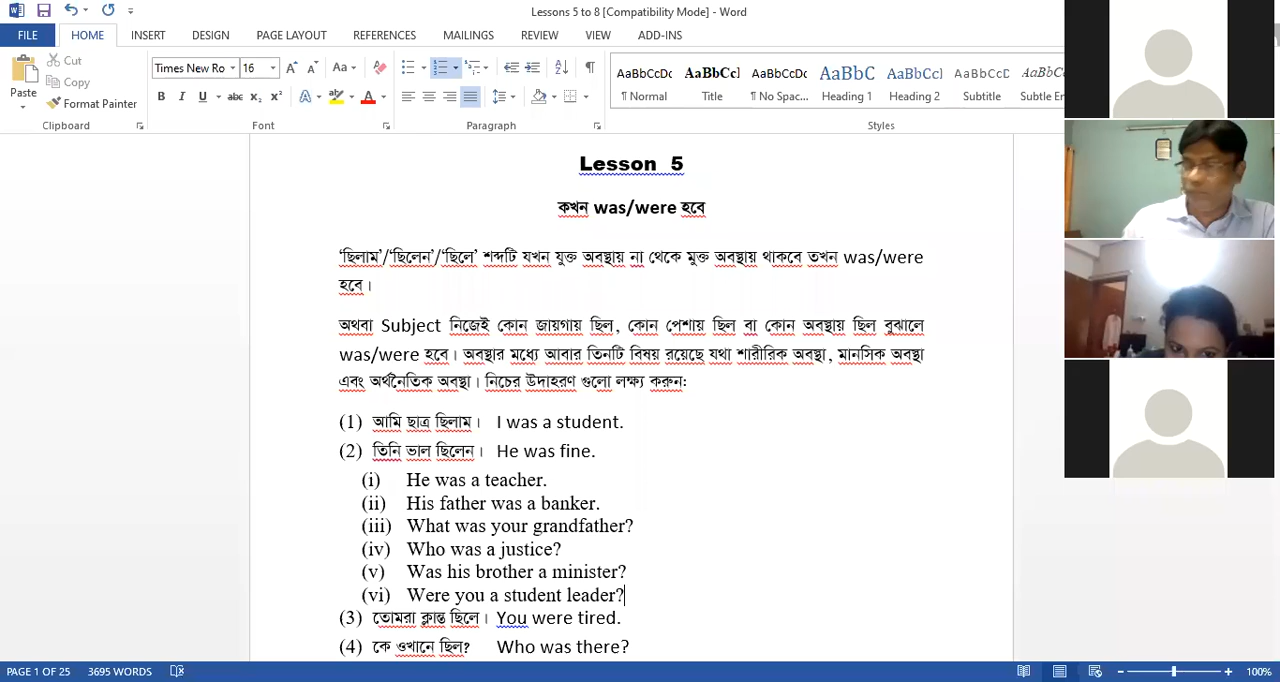 Lessons 5 to 8 [Compatibility Mode] - Word
FILE HOME INSERT DESIGN PAGE LAYOUT REFERENCES MAILINGS REVIEW VIEW ADD-INS
Paste
Cut
Copy
Format Painter
Times New Ro 16
AaBbCcDc AaBbCcl AaBbCcDc AaBbC AaBbCcl AaBbCcD AaBbCcD
¶ Normal Title ¶ No Spac... Heading 1 Heading 2 Subtitle Subtle En
Clipboard Font Paragraph Styles
Lesson 5
কখন was/were হবে
‘ছিলাম’/‘ছিলেন’/‘ছিলে’ শব্দটি যখন যুক্ত অবস্থায় না থেকে মুক্ত অবস্থায় থাকবে তখন was/were
হবে।
অথবা Subject নিজেই কোন জায়গায় ছিল, কোন পেশায় ছিল বা কোন অবস্থায় ছিল বুঝালে
was/were হবে। অবস্থার মধ্যে আবার তিনটি বিষয় রয়েছে যথা শারীরিক অবস্থা, মানসিক অবস্থা
এবং অর্থনৈতিক অবস্থা। নিচের উদাহরণ গুলো লক্ষ্য করুন:
(1) আমি ছাত্র ছিলাম। I was a student.
(2) তিনি ভাল ছিলেন। He was fine.
(i) He was a teacher.
(ii) His father was a banker.
(iii) What was your grandfather?
(iv) Who was a justice?
(v) Was his brother a minister?
(vi) Were you a student leader?
(3) তোমরা ক্লান্ত ছিলে। You were tired.
(4) কে ওখানে ছিল? Who was there?
PAGE 1 OF 25 3695 WORDS 100%